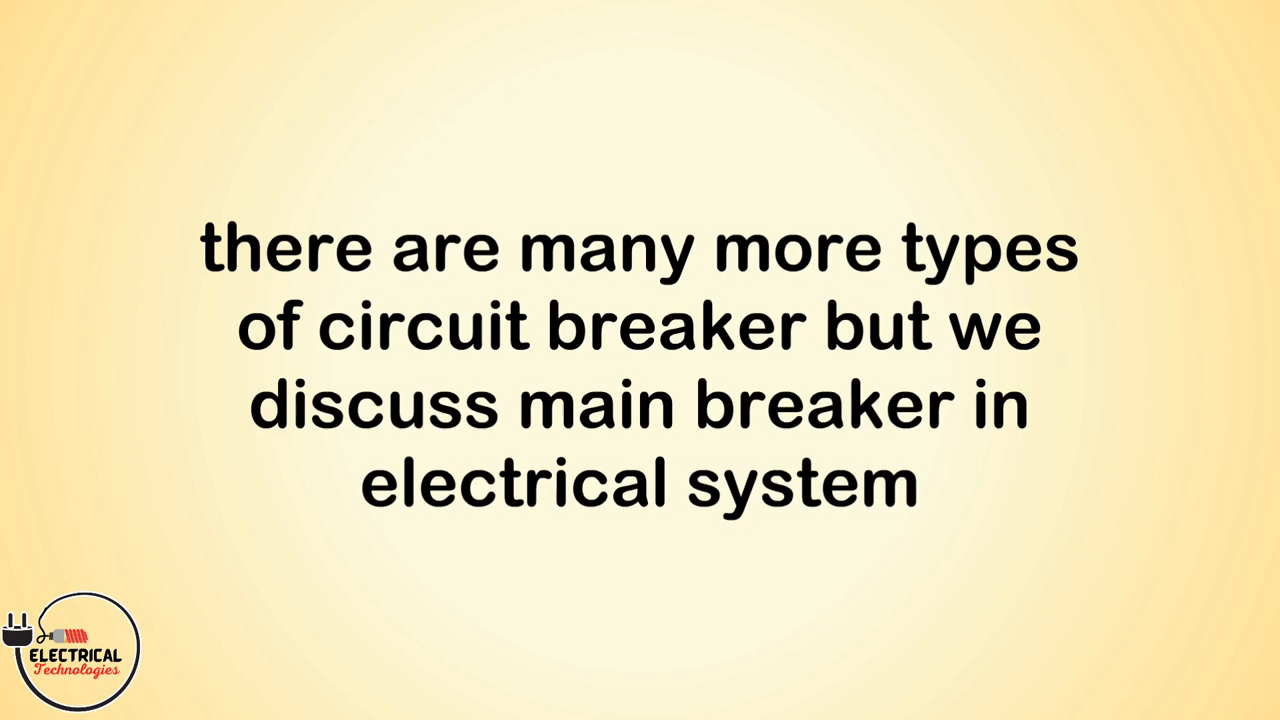 there are many more types
of circuit breaker but we
discuss main breaker in
electrical system
ELECTRICAL
Technologies